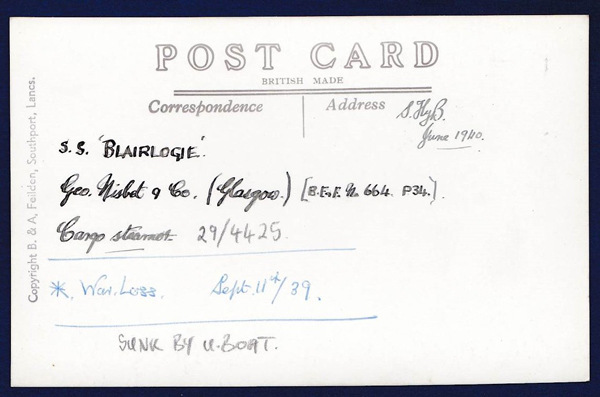 POST CARD
BRITISH MADE
Correspondence
Address
June 1940.
S.S. 'BLAIRLOGIE'.
Geo. Nisbet & Co. (Glasgow.) [B.E.F. No 664. P34.].
Cargo steamer 29/4425.
* War. Loss. Sept. 11th/39.
SUNK BY U.BOAT.
Copyright B. & A, Feilden, Southport, Lancs.